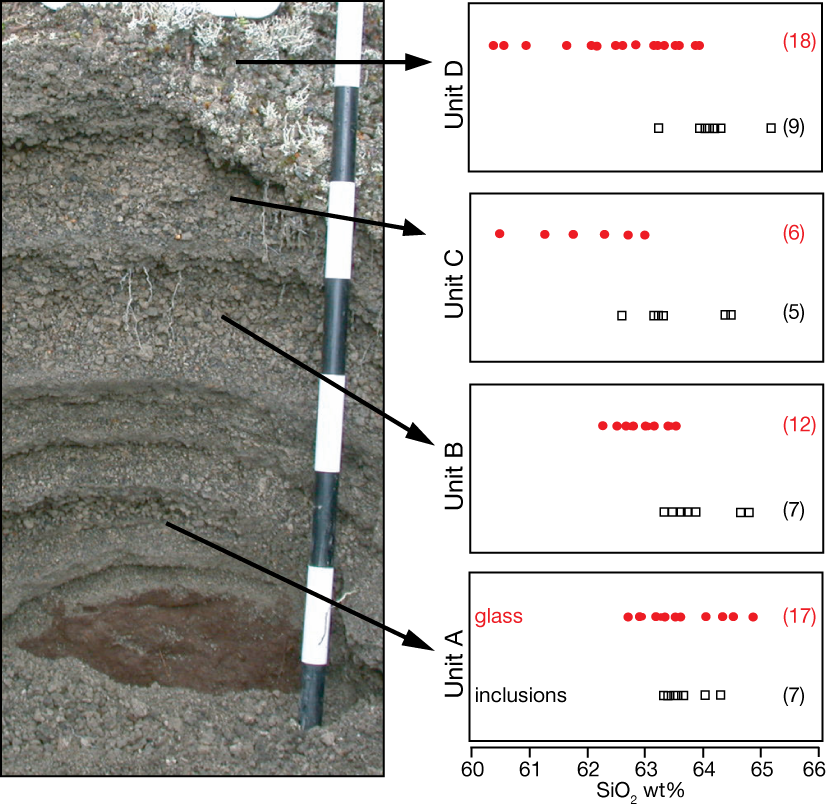 Unit D
(18)
(9)
Unit C
(6)
(5)
Unit B
(12)
(7)
Unit A
glass
(17)
inclusions
(7)
60 61 62 63 64 65 66
SiO₂ wt%